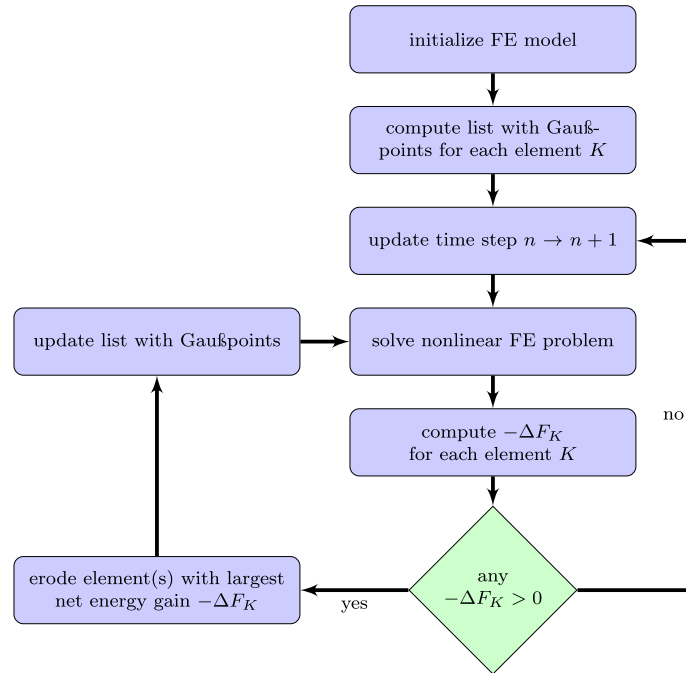 initialize FE model
compute list with Gauß-
points for each element K
update time step n → n + 1
update list with Gaußpoints
solve nonlinear FE problem
compute −ΔF_K
for each element K
no
any
−ΔF_K > 0
erode element(s) with largest
net energy gain −ΔF_K
yes